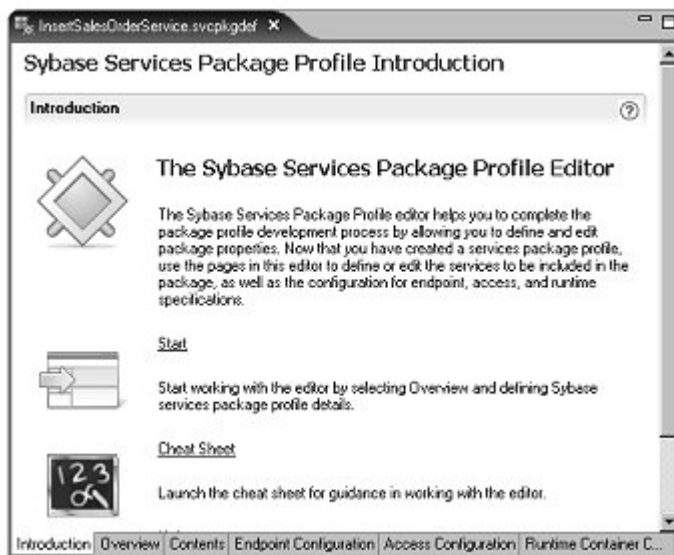 InsertSalesOrderService.svcpkgdef
Sybase Services Package Profile Introduction
Introduction
The Sybase Services Package Profile Editor
The Sybase Services Package Profile editor helps you to complete the
package profile development process by allowing you to define and edit
package properties. Now that you have created a services package profile,
use the pages in this editor to define or edit the services to be included in the
package, as well as the configuration for endpoint, access, and runtime
specifications.
Start
Start working with the editor by selecting Overview and defining Sybase
services package profile details.
Cheat Sheet
1 2 3
Launch the cheat sheet for guidance in working with the editor.
Introduction Overview Contents Endpoint Configuration Access Configuration Runtime Container C...